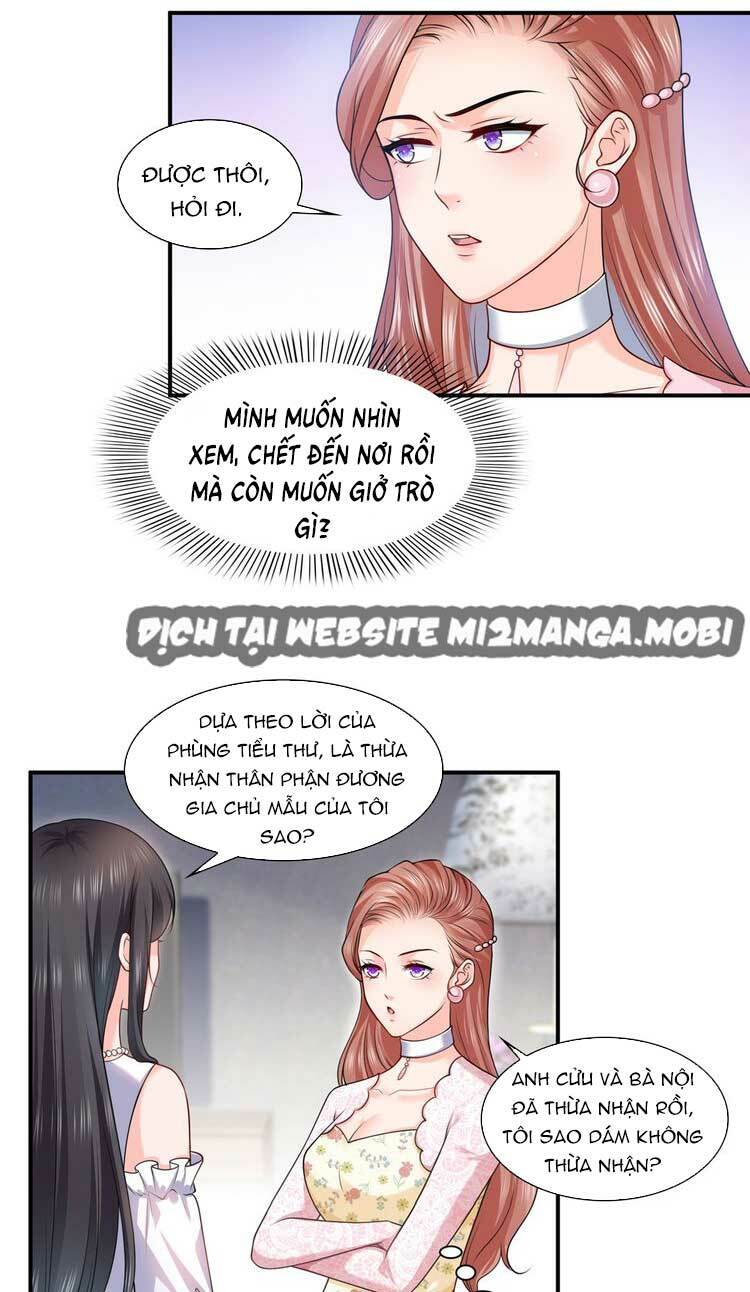 ĐƯỢC THÔI,
HỎI ĐI.
MÌNH MUỐN NHÌN
XEM, CHẾT ĐẾN NƠI RỒI
MÀ CÒN MUỐN GIỞ TRÒ
GÌ?
DỊCH TẠI WEBSITE MI2MANGA.MOBI
DỰA THEO LỜI CỦA
PHÙNG TIỂU THƯ, LÀ THỪA
NHẬN THÂN PHẬN ĐƯƠNG
GIA CHỦ MẪU CỦA TÔI
SAO?
ANH CỬU VÀ BÀ NỘI
ĐÃ THỪA NHẬN RỒI,
TÔI SAO DÁM KHÔNG
THỪA NHẬN?